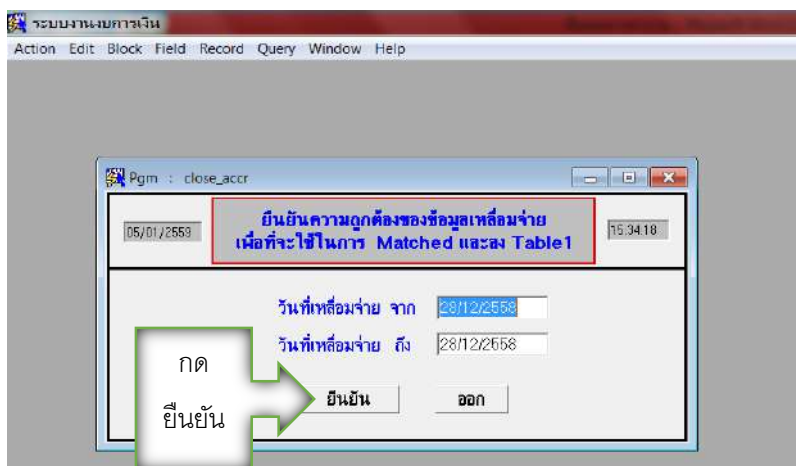 ระบบงานงบการเงิน
Action Edit Block Field Record Query Window Help
Pgm : close_accr
05/01/2559
ยืนยันความถูกต้องของข้อมูลเหลื่อมจ่าย
เพื่อที่จะใช้ในการ Matched และลง Table1
15:34:18
วันที่เหลื่อมจ่าย จาก 28/12/2558
วันที่เหลื่อมจ่าย ถึง 28/12/2558
กด
ยืนยัน
ยืนยัน ออก